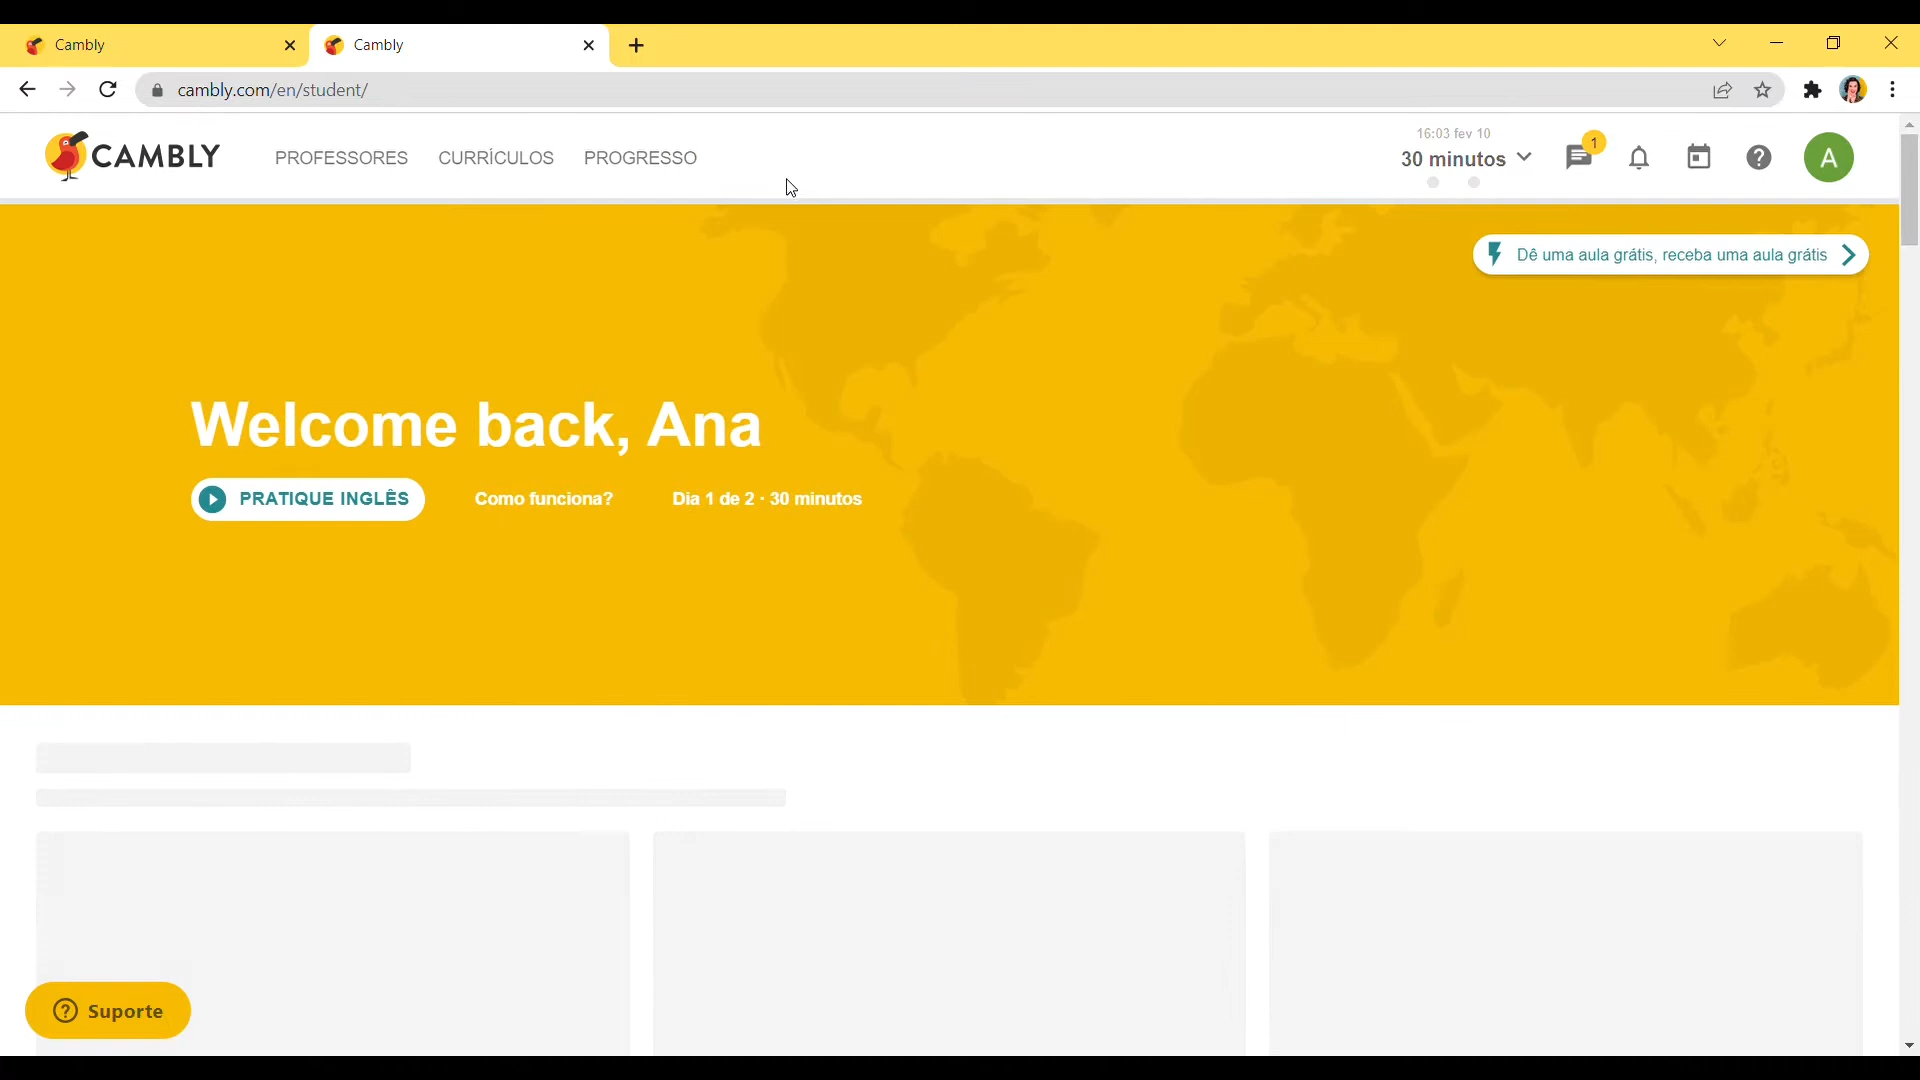 Cambly
Cambly
cambly.com/en/student/
CAMBLY
PROFESSORES
CURRÍCULOS
PROGRESSO
16:03 fev 10
30 minutos
1
A
Dê uma aula grátis, receba uma aula grátis
Welcome back, Ana
PRATIQUE INGLÊS
Como funciona?
Dia 1 de 2 · 30 minutos
Suporte